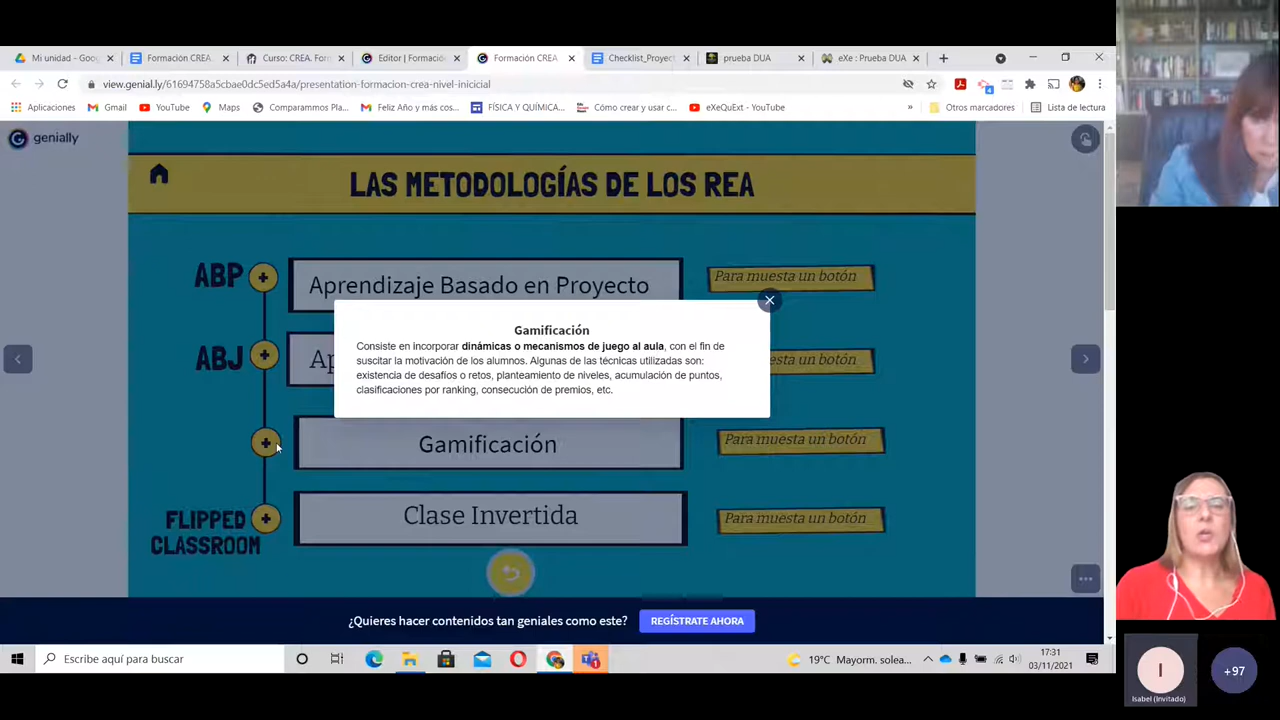 Mi unidad - Goog
Formación CREA.
Curso: CREA. For
Editor | Formació
Formación CREA
Checklist_Proyect
prueba DUA
eXe : Prueba DUA
view.genial.ly/61694758a5cbae0dc5ed5a4a/presentation-formacion-crea-nivel-inicicial
Aplicaciones
Gmail
YouTube
Maps
Comparammos Pl...
Feliz Año y más cos...
FÍSICA Y QUÍMICA...
Cómo crear y usar c...
eXeQuExt - YouTube
»
Otros marcadores
Lista de lectura
genially
LAS METODOLOGÍAS DE LOS REA
ABP
Aprendizaje Basado en Proyecto
Para muesta un botón
ABJ
Ap
esta un botón
Gamificación
Consiste en incorporar dinámicas o mecanismos de juego al aula, con el fin de
suscitar la motivación de los alumnos. Algunas de las técnicas utilizadas son:
existencia de desafíos o retos, planteamiento de niveles, acumulación de puntos,
clasificaciones por ranking, consecución de premios, etc.
Gamificación
Para muesta un botón
FLIPPED
CLASSROOM
Clase Invertida
Para muesta un botón
¿Quieres hacer contenidos tan geniales como este?
REGÍSTRATE AHORA
Escribe aquí para buscar
19°C Mayorm. solea...
17:31
03/11/2021
I
Isabel (Invitado)
+97